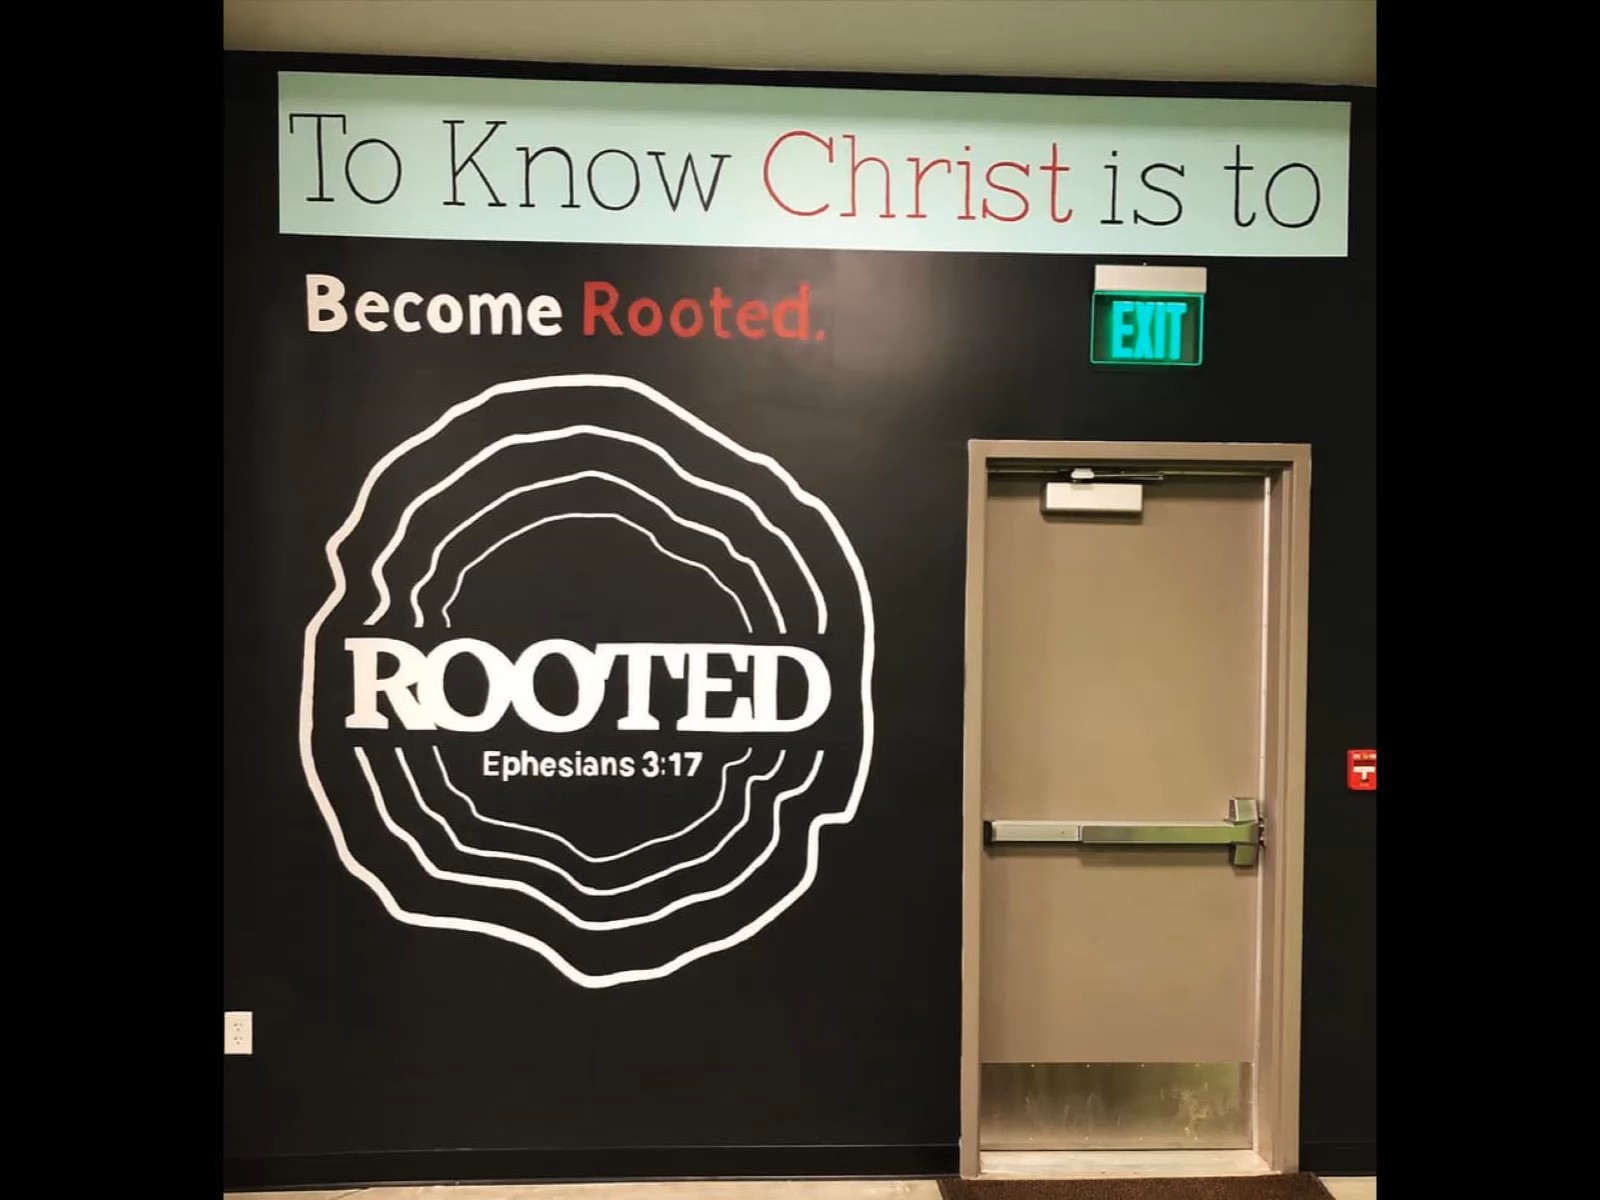 To Know Christ is to
Become Rooted.
EXIT
ROOTED
Ephesians 3:17